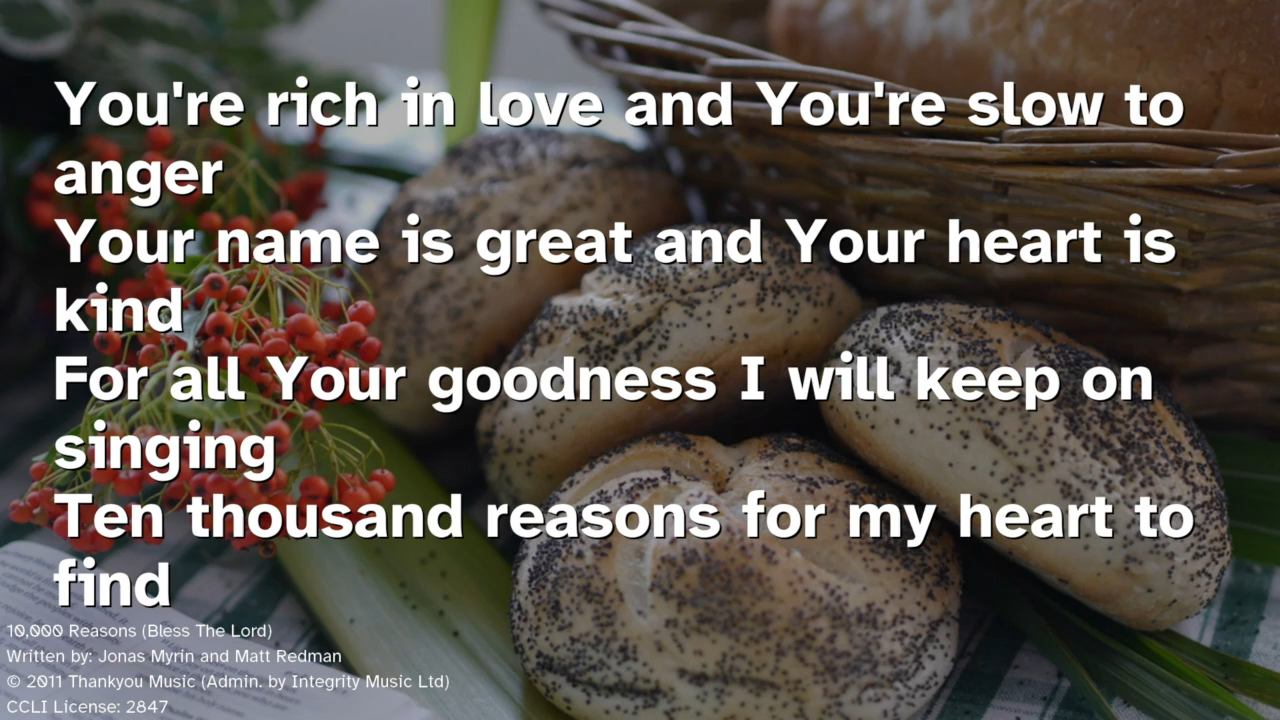 You're rich in love and You're slow to
anger
Your name is great and Your heart is
kind
For all Your goodness I will keep on
singing
Ten thousand reasons for my heart to
find
10,000 Reasons (Bless The Lord)
Written by: Jonas Myrin and Matt Redman
© 2011 Thankyou Music (Admin. by Integrity Music Ltd)
CCLI License: 2847